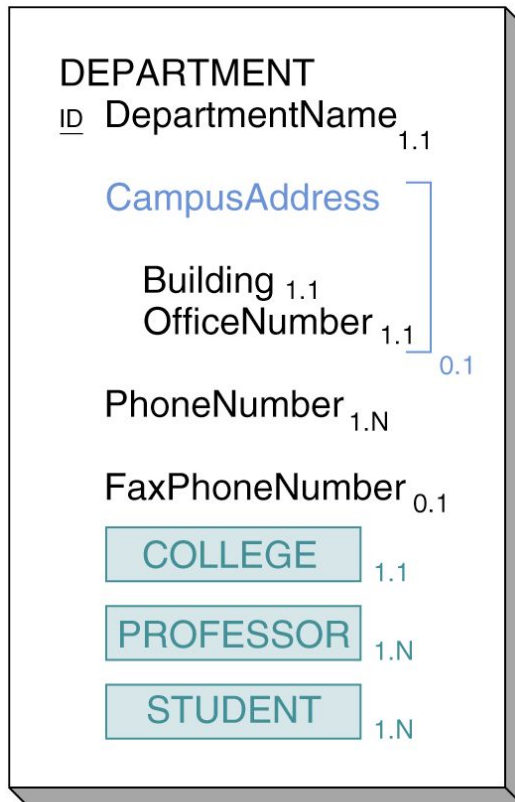 DEPARTMENT
ID DepartmentName 1.1
CampusAddress
Building 1.1
OfficeNumber 1.1
0.1
PhoneNumber 1.N
FaxPhoneNumber 0.1
COLLEGE 1.1
PROFESSOR 1.N
STUDENT 1.N